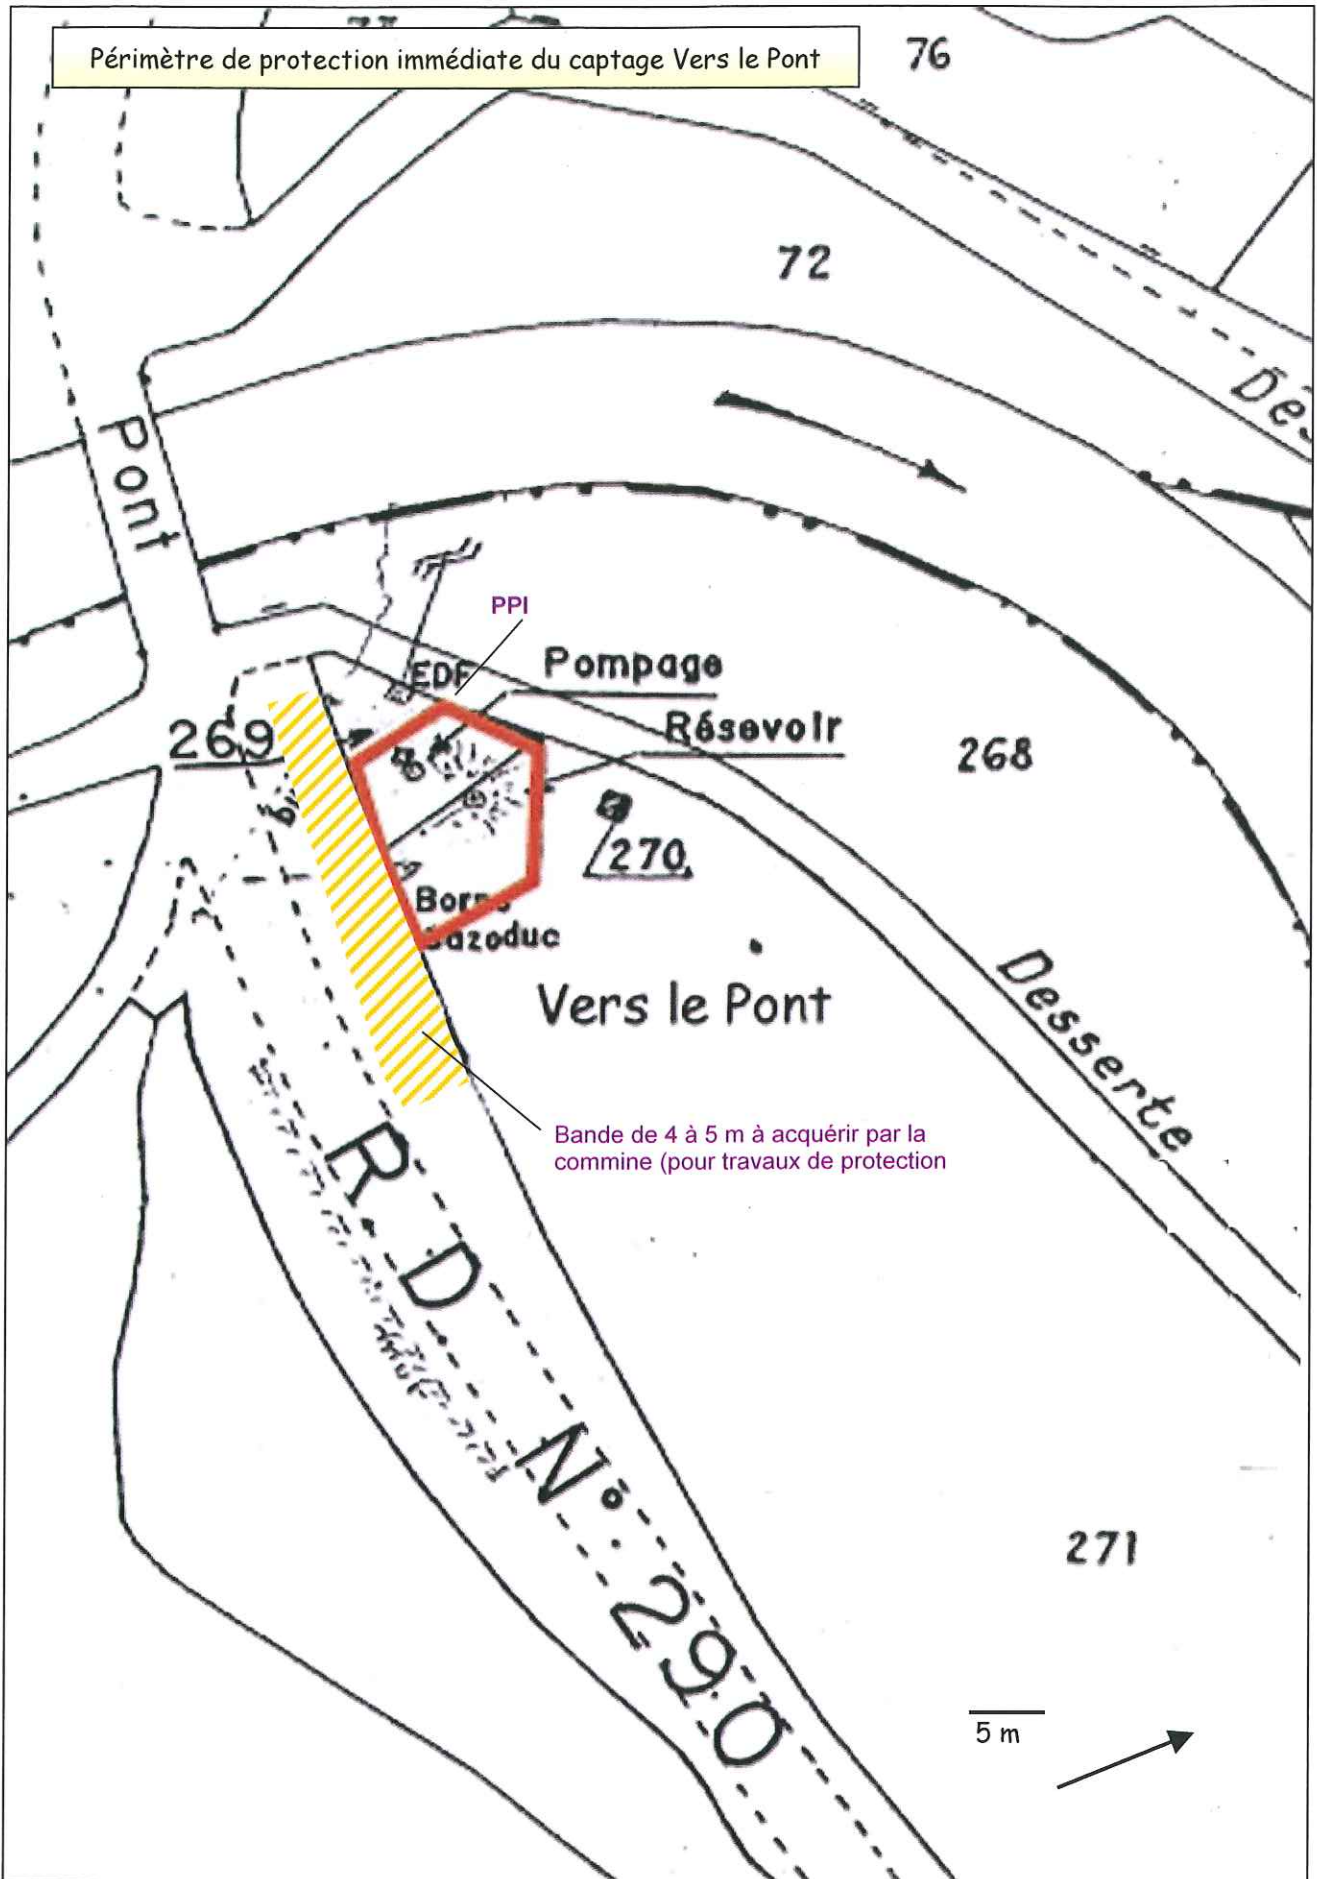 Périmètre de protection immédiate du captage Vers le Pont
76
72
Pont
PPI
EDF
Pompage
269
Résevoir
268
270
Borne
Gazoduc
Vers le Pont
Desserte
Bande de 4 à 5 m à acquérir par la
commine (pour travaux de protection
R D N° 290
271
5 m